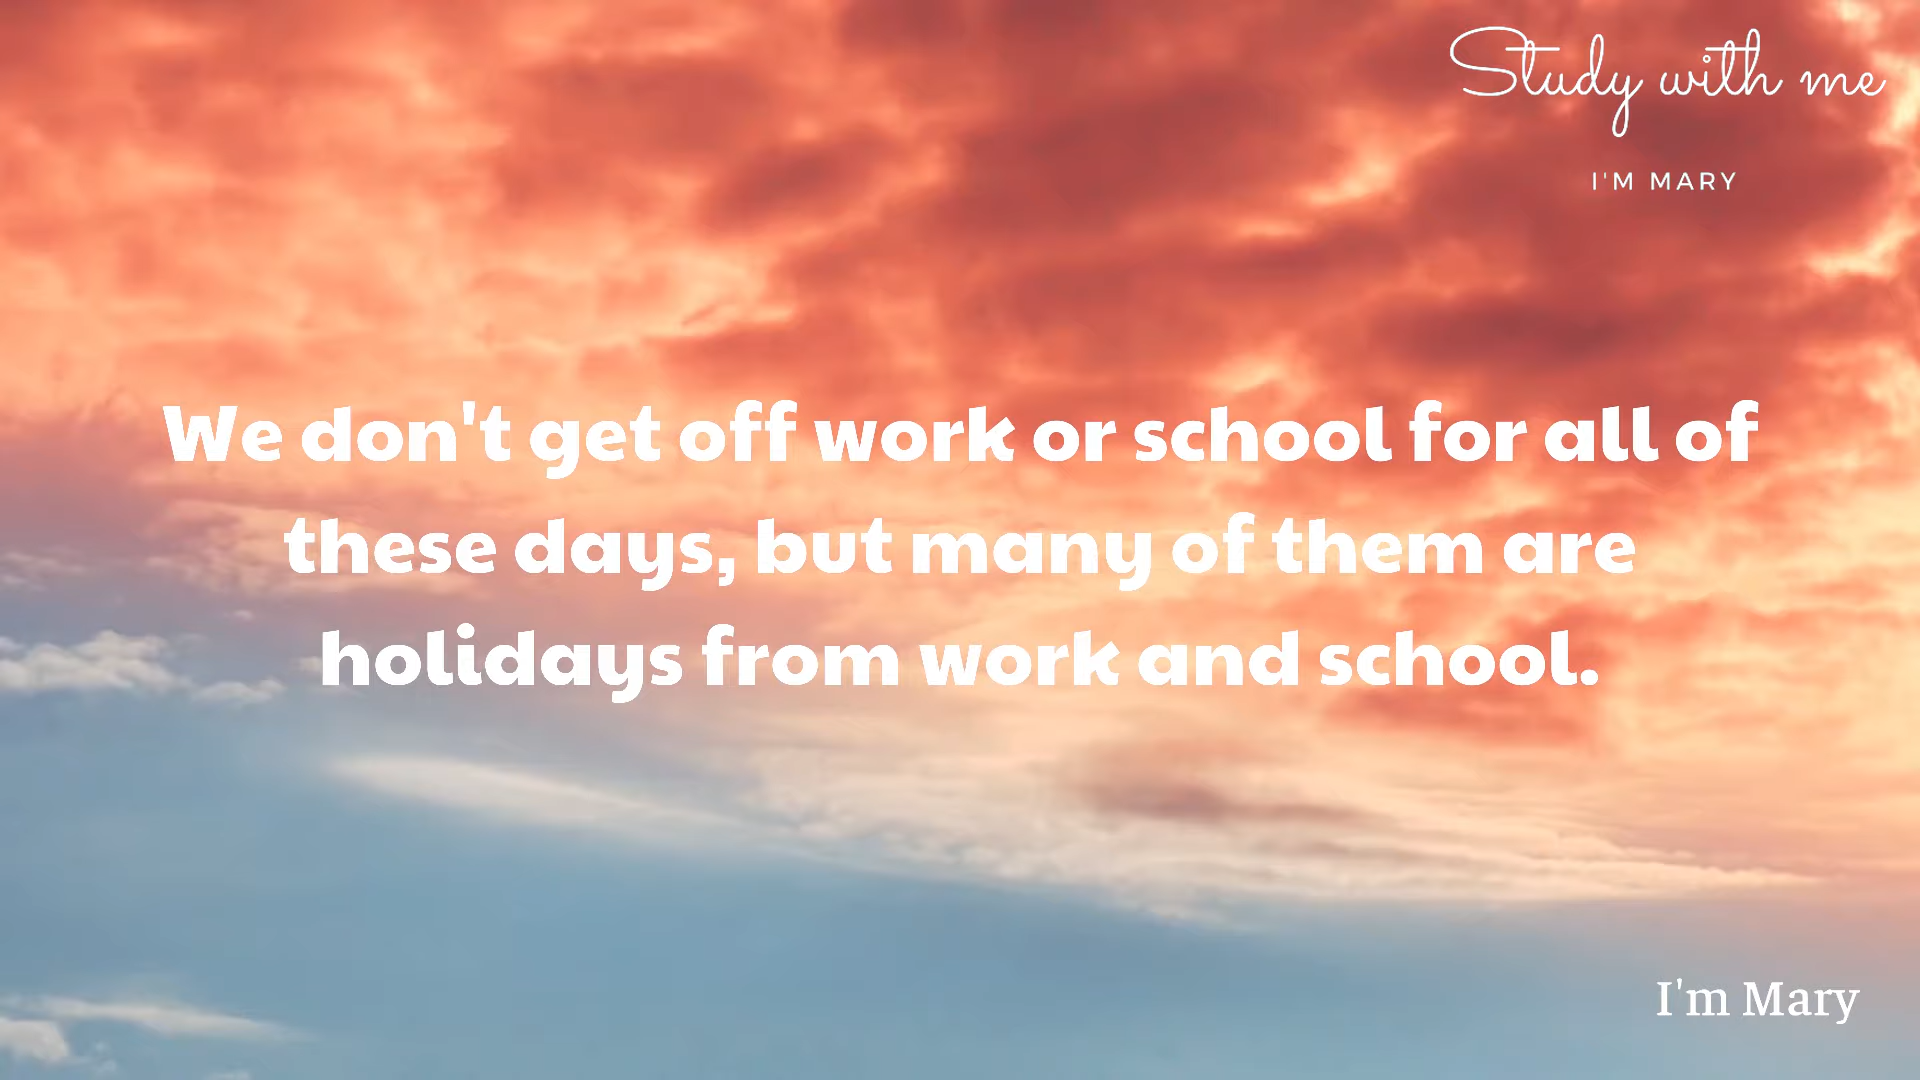 Study with me
I'M MARY
We don't get off work or school for all of
these days, but many of them are
holidays from work and school.
I'm Mary